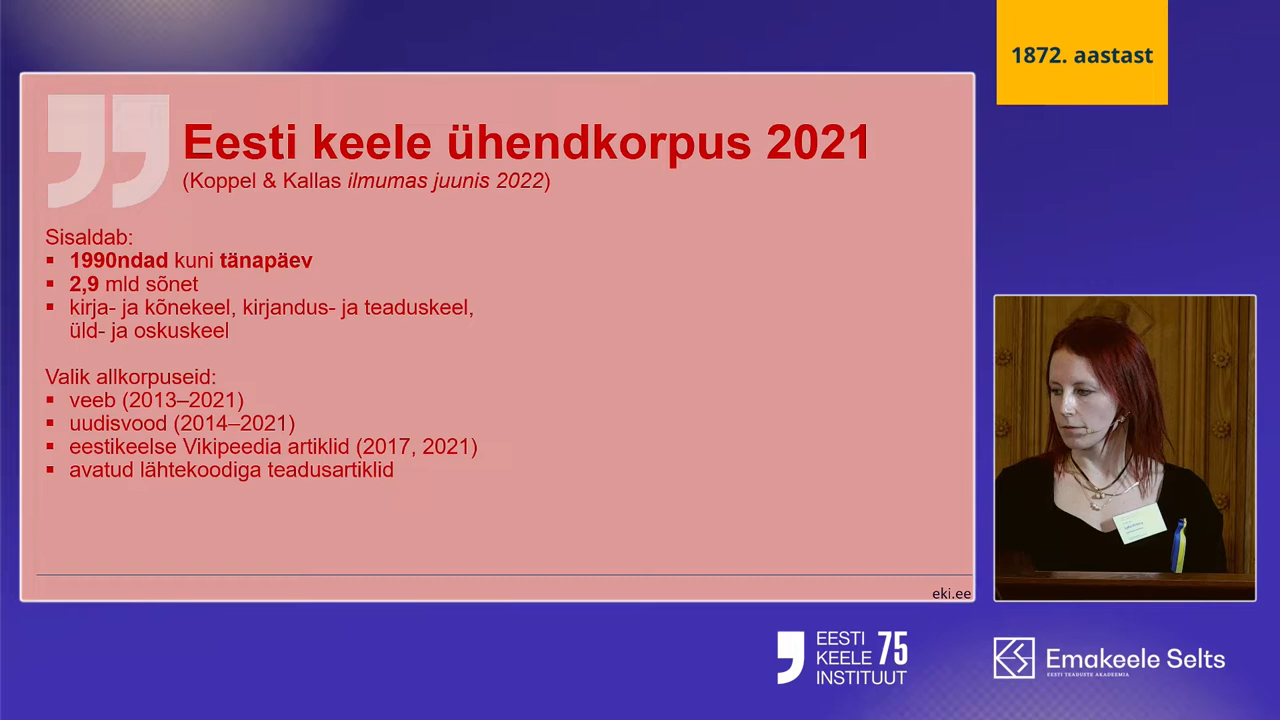 1872. aastast
Eesti keele ühendkorpus 2021
(Koppel & Kallas ilmumas juunis 2022)
Sisaldab:
▪ 1990ndad kuni tänapäev
▪ 2,9 mld sõnet
▪ kirja- ja kõnekeel, kirjandus- ja teaduskeel,
üld- ja oskuskeel
Valik allkorpuseid:
▪ veeb (2013–2021)
▪ uudisvood (2014–2021)
▪ eestikeelse Vikipeedia artiklid (2017, 2021)
▪ avatud lähtekoodiga teadusartiklid
eki.ee
EESTI
KEELE 75
INSTITUUT
Emakeele Selts
EESTI TEADUSTE AKADEEMIA